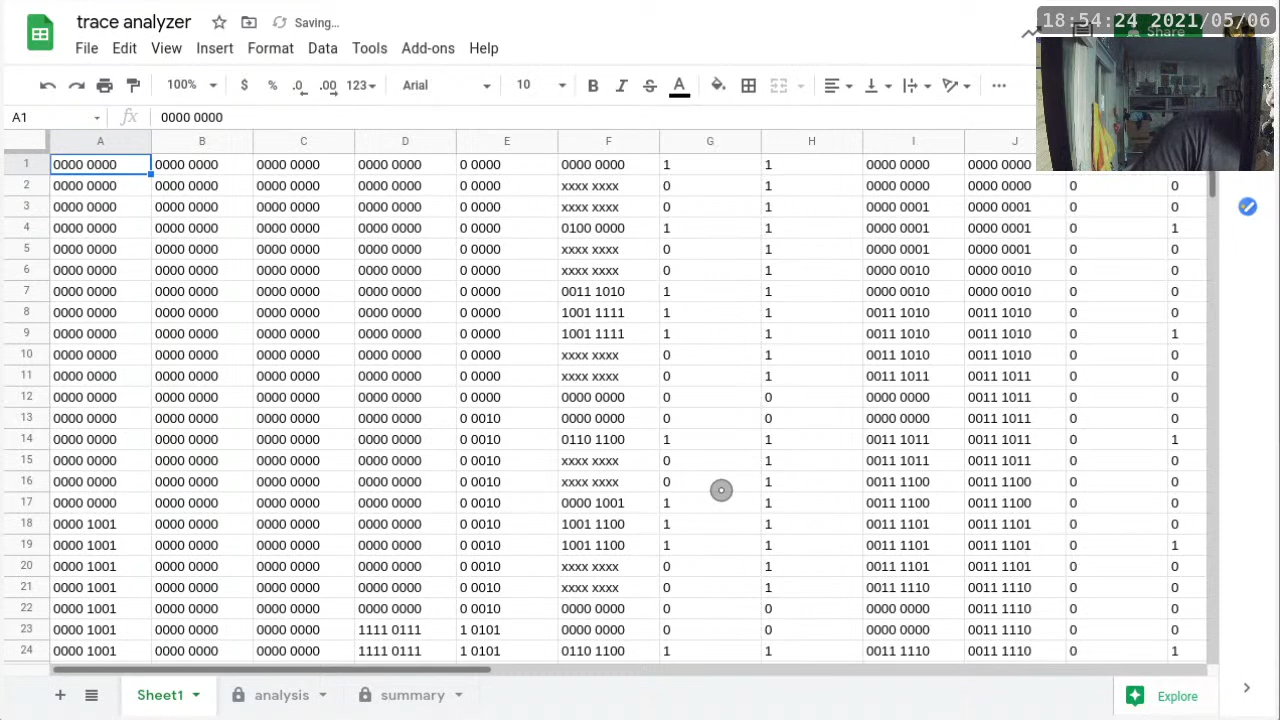 trace analyzer Saving... 18:54:24 2021/05/06
File Edit View Insert Format Data Tools Add-ons Help Share
100% $ % .0 .00 123 Arial 10 B I S A
A1 fx 0000 0000
A B C D E F G H I J
1 0000 0000 0000 0000 0000 0000 0000 0000 0 0000 0000 0000 1 1 0000 0000 0000 0000
2 0000 0000 0000 0000 0000 0000 0000 0000 0 0000 xxxx xxxx 0 1 0000 0000 0000 0000 0 0
3 0000 0000 0000 0000 0000 0000 0000 0000 0 0000 xxxx xxxx 0 1 0000 0001 0000 0001 0 0
4 0000 0000 0000 0000 0000 0000 0000 0000 0 0000 0100 0000 1 1 0000 0001 0000 0001 0 1
5 0000 0000 0000 0000 0000 0000 0000 0000 0 0000 xxxx xxxx 0 1 0000 0001 0000 0001 0 0
6 0000 0000 0000 0000 0000 0000 0000 0000 0 0000 xxxx xxxx 0 1 0000 0010 0000 0010 0 0
7 0000 0000 0000 0000 0000 0000 0000 0000 0 0000 0011 1010 1 1 0000 0010 0000 0010 0 0
8 0000 0000 0000 0000 0000 0000 0000 0000 0 0000 1001 1111 1 1 0011 1010 0011 1010 0 0
9 0000 0000 0000 0000 0000 0000 0000 0000 0 0000 1001 1111 1 1 0011 1010 0011 1010 0 1
10 0000 0000 0000 0000 0000 0000 0000 0000 0 0000 xxxx xxxx 0 1 0011 1010 0011 1010 0 0
11 0000 0000 0000 0000 0000 0000 0000 0000 0 0000 xxxx xxxx 0 1 0011 1011 0011 1011 0 0
12 0000 0000 0000 0000 0000 0000 0000 0000 0 0000 0000 0000 0 0 0000 0000 0011 1011 0 0
13 0000 0000 0000 0000 0000 0000 0000 0000 0 0010 0000 0000 0 0 0000 0000 0011 1011 0 0
14 0000 0000 0000 0000 0000 0000 0000 0000 0 0010 0110 1100 1 1 0011 1011 0011 1011 0 1
15 0000 0000 0000 0000 0000 0000 0000 0000 0 0010 xxxx xxxx 0 1 0011 1011 0011 1011 0 0
16 0000 0000 0000 0000 0000 0000 0000 0000 0 0010 xxxx xxxx 0 1 0011 1100 0011 1100 0 0
17 0000 0000 0000 0000 0000 0000 0000 0000 0 0010 0000 1001 1 1 0011 1100 0011 1100 0 0
18 0000 1001 0000 0000 0000 0000 0000 0000 0 0010 1001 1100 1 1 0011 1101 0011 1101 0 0
19 0000 1001 0000 0000 0000 0000 0000 0000 0 0010 1001 1100 1 1 0011 1101 0011 1101 0 1
20 0000 1001 0000 0000 0000 0000 0000 0000 0 0010 xxxx xxxx 0 1 0011 1101 0011 1101 0 0
21 0000 1001 0000 0000 0000 0000 0000 0000 0 0010 xxxx xxxx 0 1 0011 1110 0011 1110 0 0
22 0000 1001 0000 0000 0000 0000 0000 0000 0 0010 0000 0000 0 0 0000 0000 0011 1110 0 0
23 0000 1001 0000 0000 0000 0000 1111 0111 1 0101 0000 0000 0 0 0000 0000 0011 1110 0 0
24 0000 1001 0000 0000 0000 0000 1111 0111 1 0101 0110 1100 1 1 0011 1110 0011 1110 0 1
+ Sheet1 analysis summary Explore